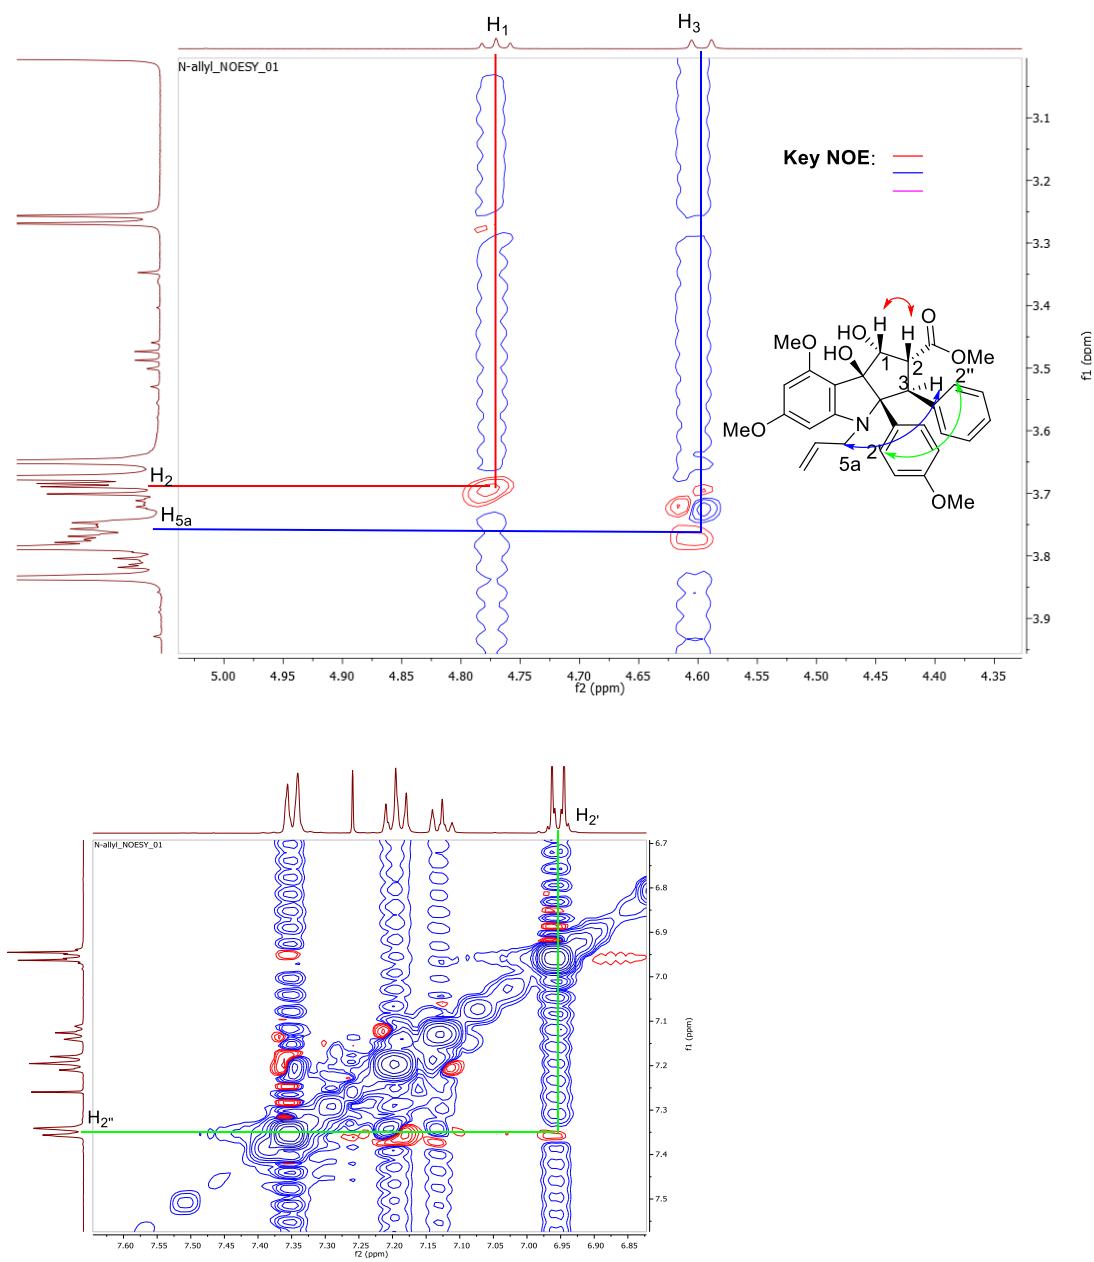 H1
H3
N-allyl_NOESY_01
3.1
3.2
3.3
3.4
3.5
3.6
3.7
3.8
3.9
f1 (ppm)
Key NOE:
H2
H5a
O
HO
H
H
MeO
HO
1
2
OMe
3
H
2''
MeO
N
5a
2'
OMe
5.00 4.95 4.90 4.85 4.80 4.75 4.70 4.65 4.60 4.55 4.50 4.45 4.40 4.35
f2 (ppm)
H2'
N-allyl_NOESY_01
6.7
6.8
6.9
7.0
7.1
7.2
7.3
7.4
7.5
f1 (ppm)
H2''
7.60 7.55 7.50 7.45 7.40 7.35 7.30 7.25 7.20 7.15 7.10 7.05 7.00 6.95 6.90 6.85
f2 (ppm)